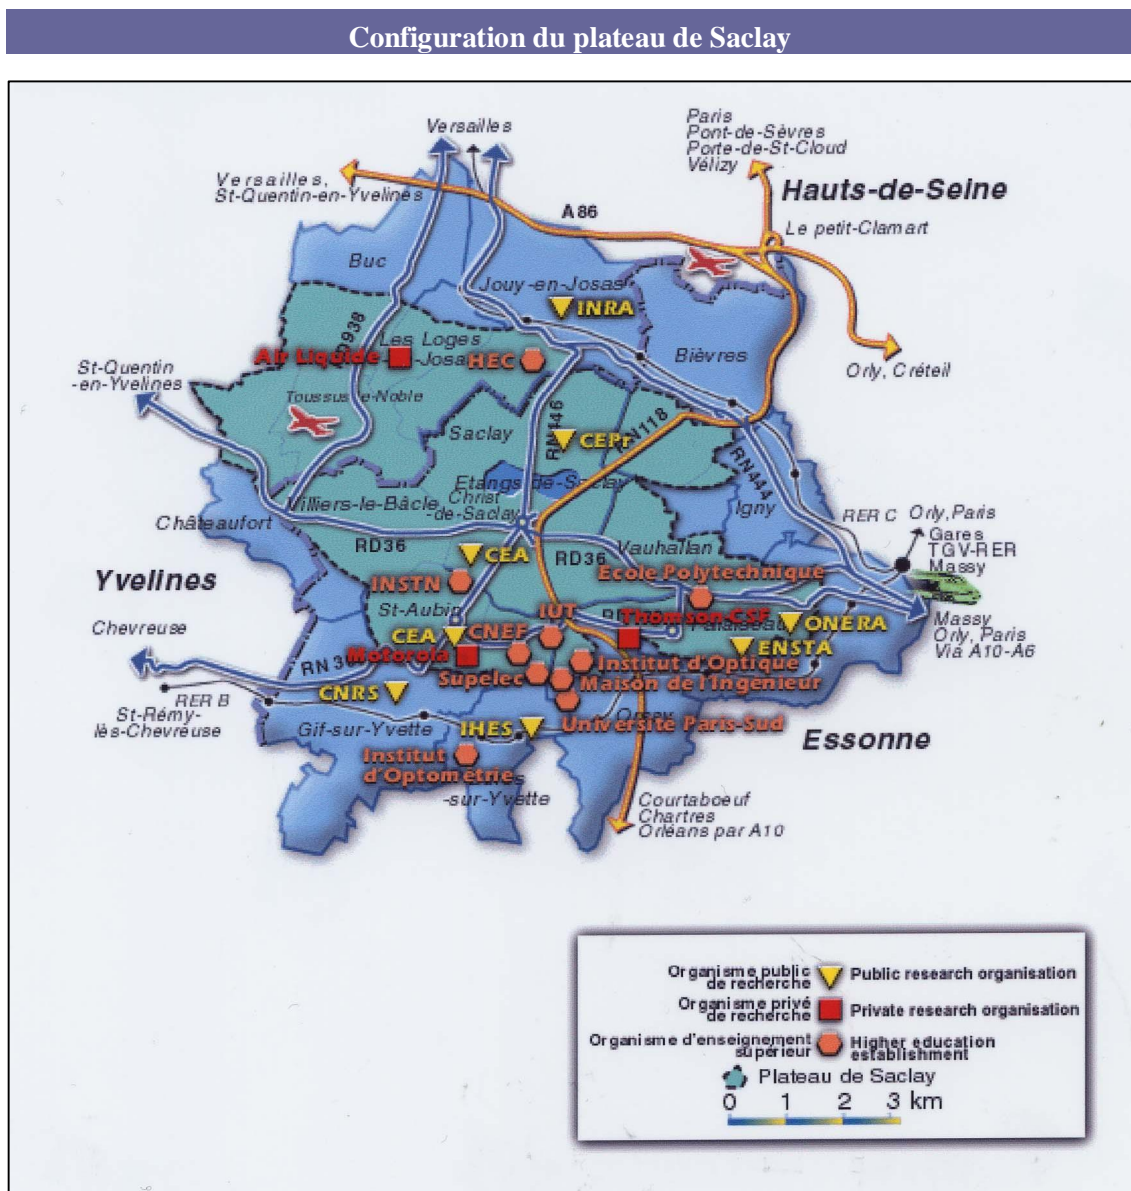 Configuration du plateau de Saclay
Versailles
Paris
Pont-de-Sèvres
Porte-de-St-Cloud
Vélizy
Versailles,
St-Quentin-en-Yvelines
Hauts-de-Seine
A86
Le petit-Clamart
Buc
Jouy-en-Josas
INRA
Les Loges
Air Liquide
HEC
Bièvres
Orly, Créteil
St-Quentin
-en-Yvelines
Toussus-le-Noble
Saclay
RN446
CEPr
RN118
RN444
Etangs-de-Saclay
Villiers-le-Bâcle
Christ
-de-Saclay
Igny
Châteaufort
RD36
RD36
Vauhallan
RER C
Orly, Paris
Gares
TGV-RER
Massy
CEA
Yvelines
INSTN
Ecole Polytechnique
St-Aubin
IUT
Thomson-CSF
Chevreuse
CEA
CNEF
ONERA
Massy
Orly, Paris
Via A10-A6
Motorola
ENSTA
Institut d'Optique
Supelec
Maison de l'Ingénieur
CNRS
RER B
St-Rémy-
lès-Chevreuse
Gif-sur-Yvette
IHES
Orsay
Université Paris-Sud
Essonne
Institut
d'Optométrie
-sur-Yvette
Courtaboeuf
Chartres
Orléans par A10
Organisme public
de recherche
Public research organisation
Organisme privé
de recherche
Private research organisation
Organisme d'enseignement
supérieur
Higher education
establishment
Plateau de Saclay
0 1 2 3 km